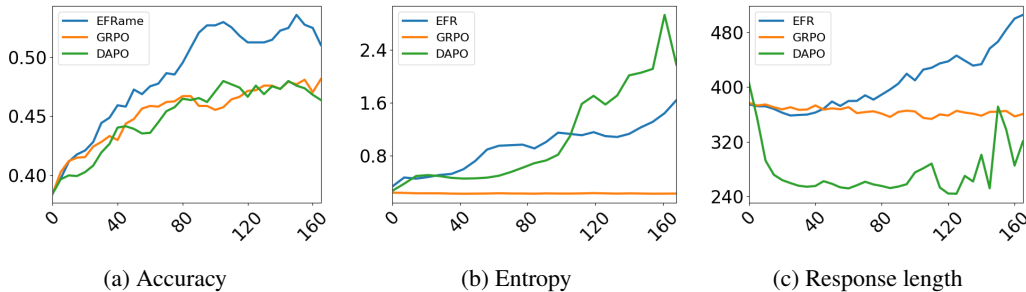 EFRame
GRPO
DAPO
0.50
0.45
0.40
0
40
80
120
160
(a) Accuracy
EFR
GRPO
DAPO
2.4
1.6
0.8
0
40
80
120
160
(b) Entropy
EFR
GRPO
DAPO
480
400
320
240
0
40
80
120
160
(c) Response length